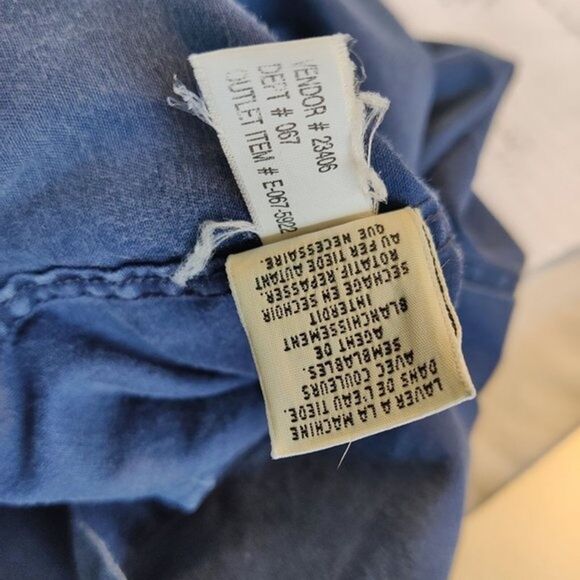 VENDOR # 23406
DEPT # 067
OUTLET ITEM # E-067-5922
LAVER A LA MACHINE
DANS DE L'EAU TIEDE.
AVEC COULEURS
SEMBLABLES.
AGENT DE
BLANCHISSEMENT
INTERDIT
SECHAGE EN SECHOIR
ROTATIF REPASSER
AU FER TIEDE AUTANT
QUE NECESSAIRE.